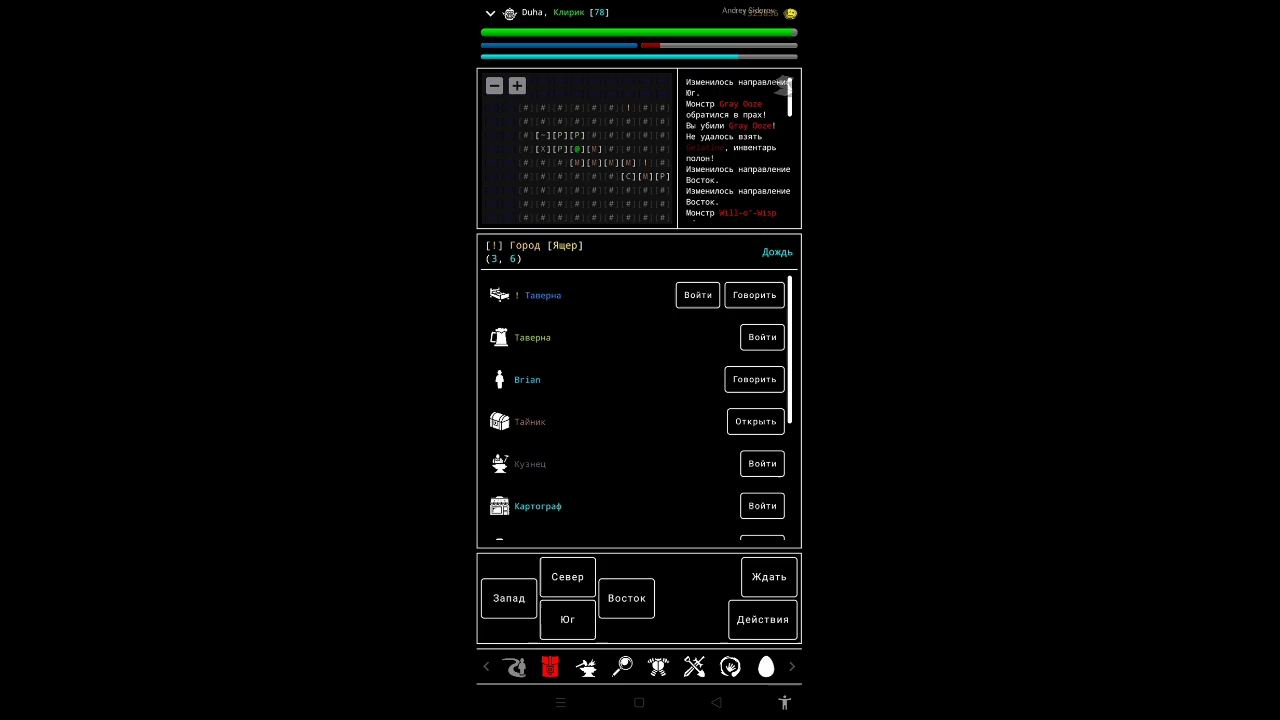 Duha, Клирик [78]
Andrey Sidorov
− +
Изменилось направление
Юг.
Монстр Gray Ooze
обратился в прах!
Вы убили Gray Ooze!
Не удалось взять
Gelatine, инвентарь
полон!
Изменилось направление
Восток.
Изменилось направление
Восток.
Монстр Will-o'-Wisp
[#][#][#][#][#][#][!][#][#]
[#][#][#][#][#][#][#][#][#]
[#][~][P][P][#][#][#][#][#]
[#][X][P][@][M][#][#][#][#]
[#][#][#][M][M][M][M][!][#]
[#][#][#][#][#][#][C][M][P]
[#][#][#][#][#][#][#][#][#]
[#][#][#][#][#][#][#][#][#]
[#][#][#][#][#][#][#][#][#]
[!] Город [Ящер]
(3, 6)
Дождь
! Таверна Войти Говорить
Таверна Войти
Brian Говорить
Тайник Открыть
Кузнец Войти
Картограф Войти
Север Ждать
Запад Восток
Юг Действия